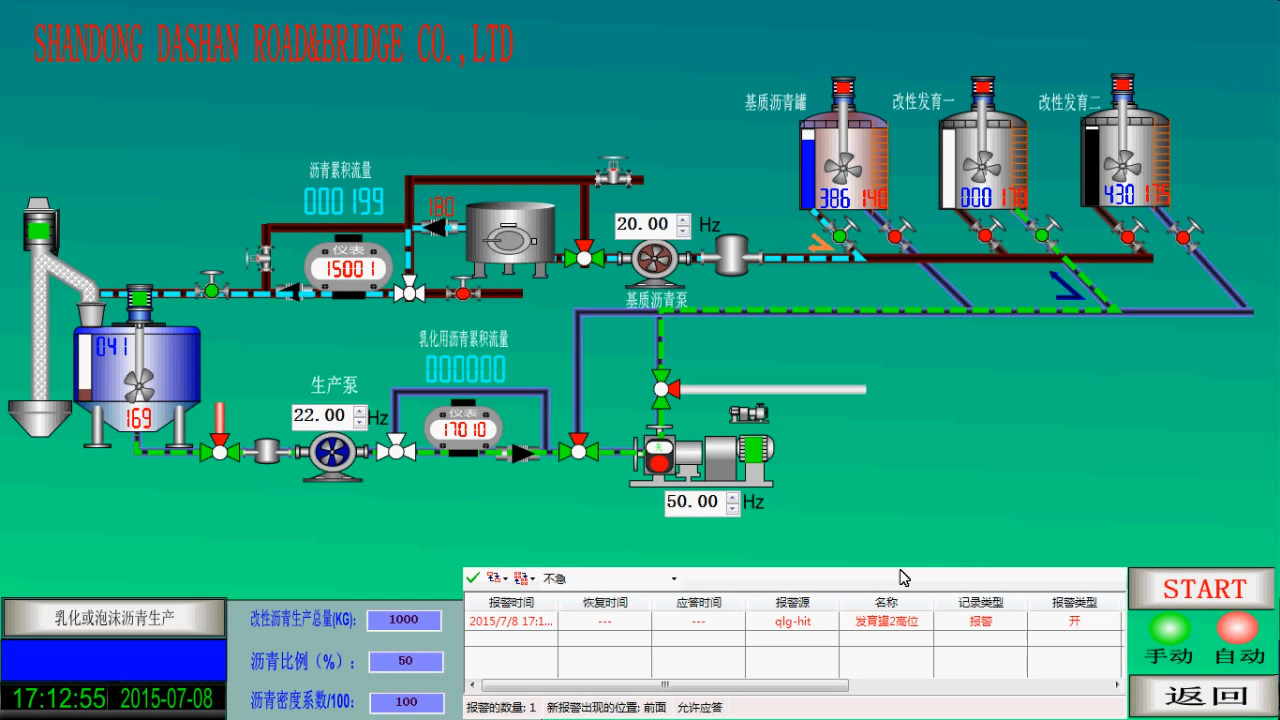 SHANDONG DASHAN ROAD&BRIDGE CO.,LTD
基质沥青罐
改性发育一
改性发育二
沥青累积流量
000199
180
386 140
000 170
430 175
20.00 Hz
仪表
15001
基质沥青泵
041
169
乳化用沥青累积流量
000000
生产泵
22.00 Hz
仪表
17010
50.00 Hz
不急
报警时间 恢复时间 应答时间 报警源 名称 记录类型 报警类型
2015/7/8 17:1... --- --- qlg-hit 发育罐2高位 报警 开
报警的数量: 1 新报警出现的位置: 前面 允许应答
乳化或泡沫沥青生产
17:12:55 2015-07-08
改性沥青生产总量(KG): 1000
沥青比例（%）: 50
沥青密度系数/100: 100
START
手动 自动
返回